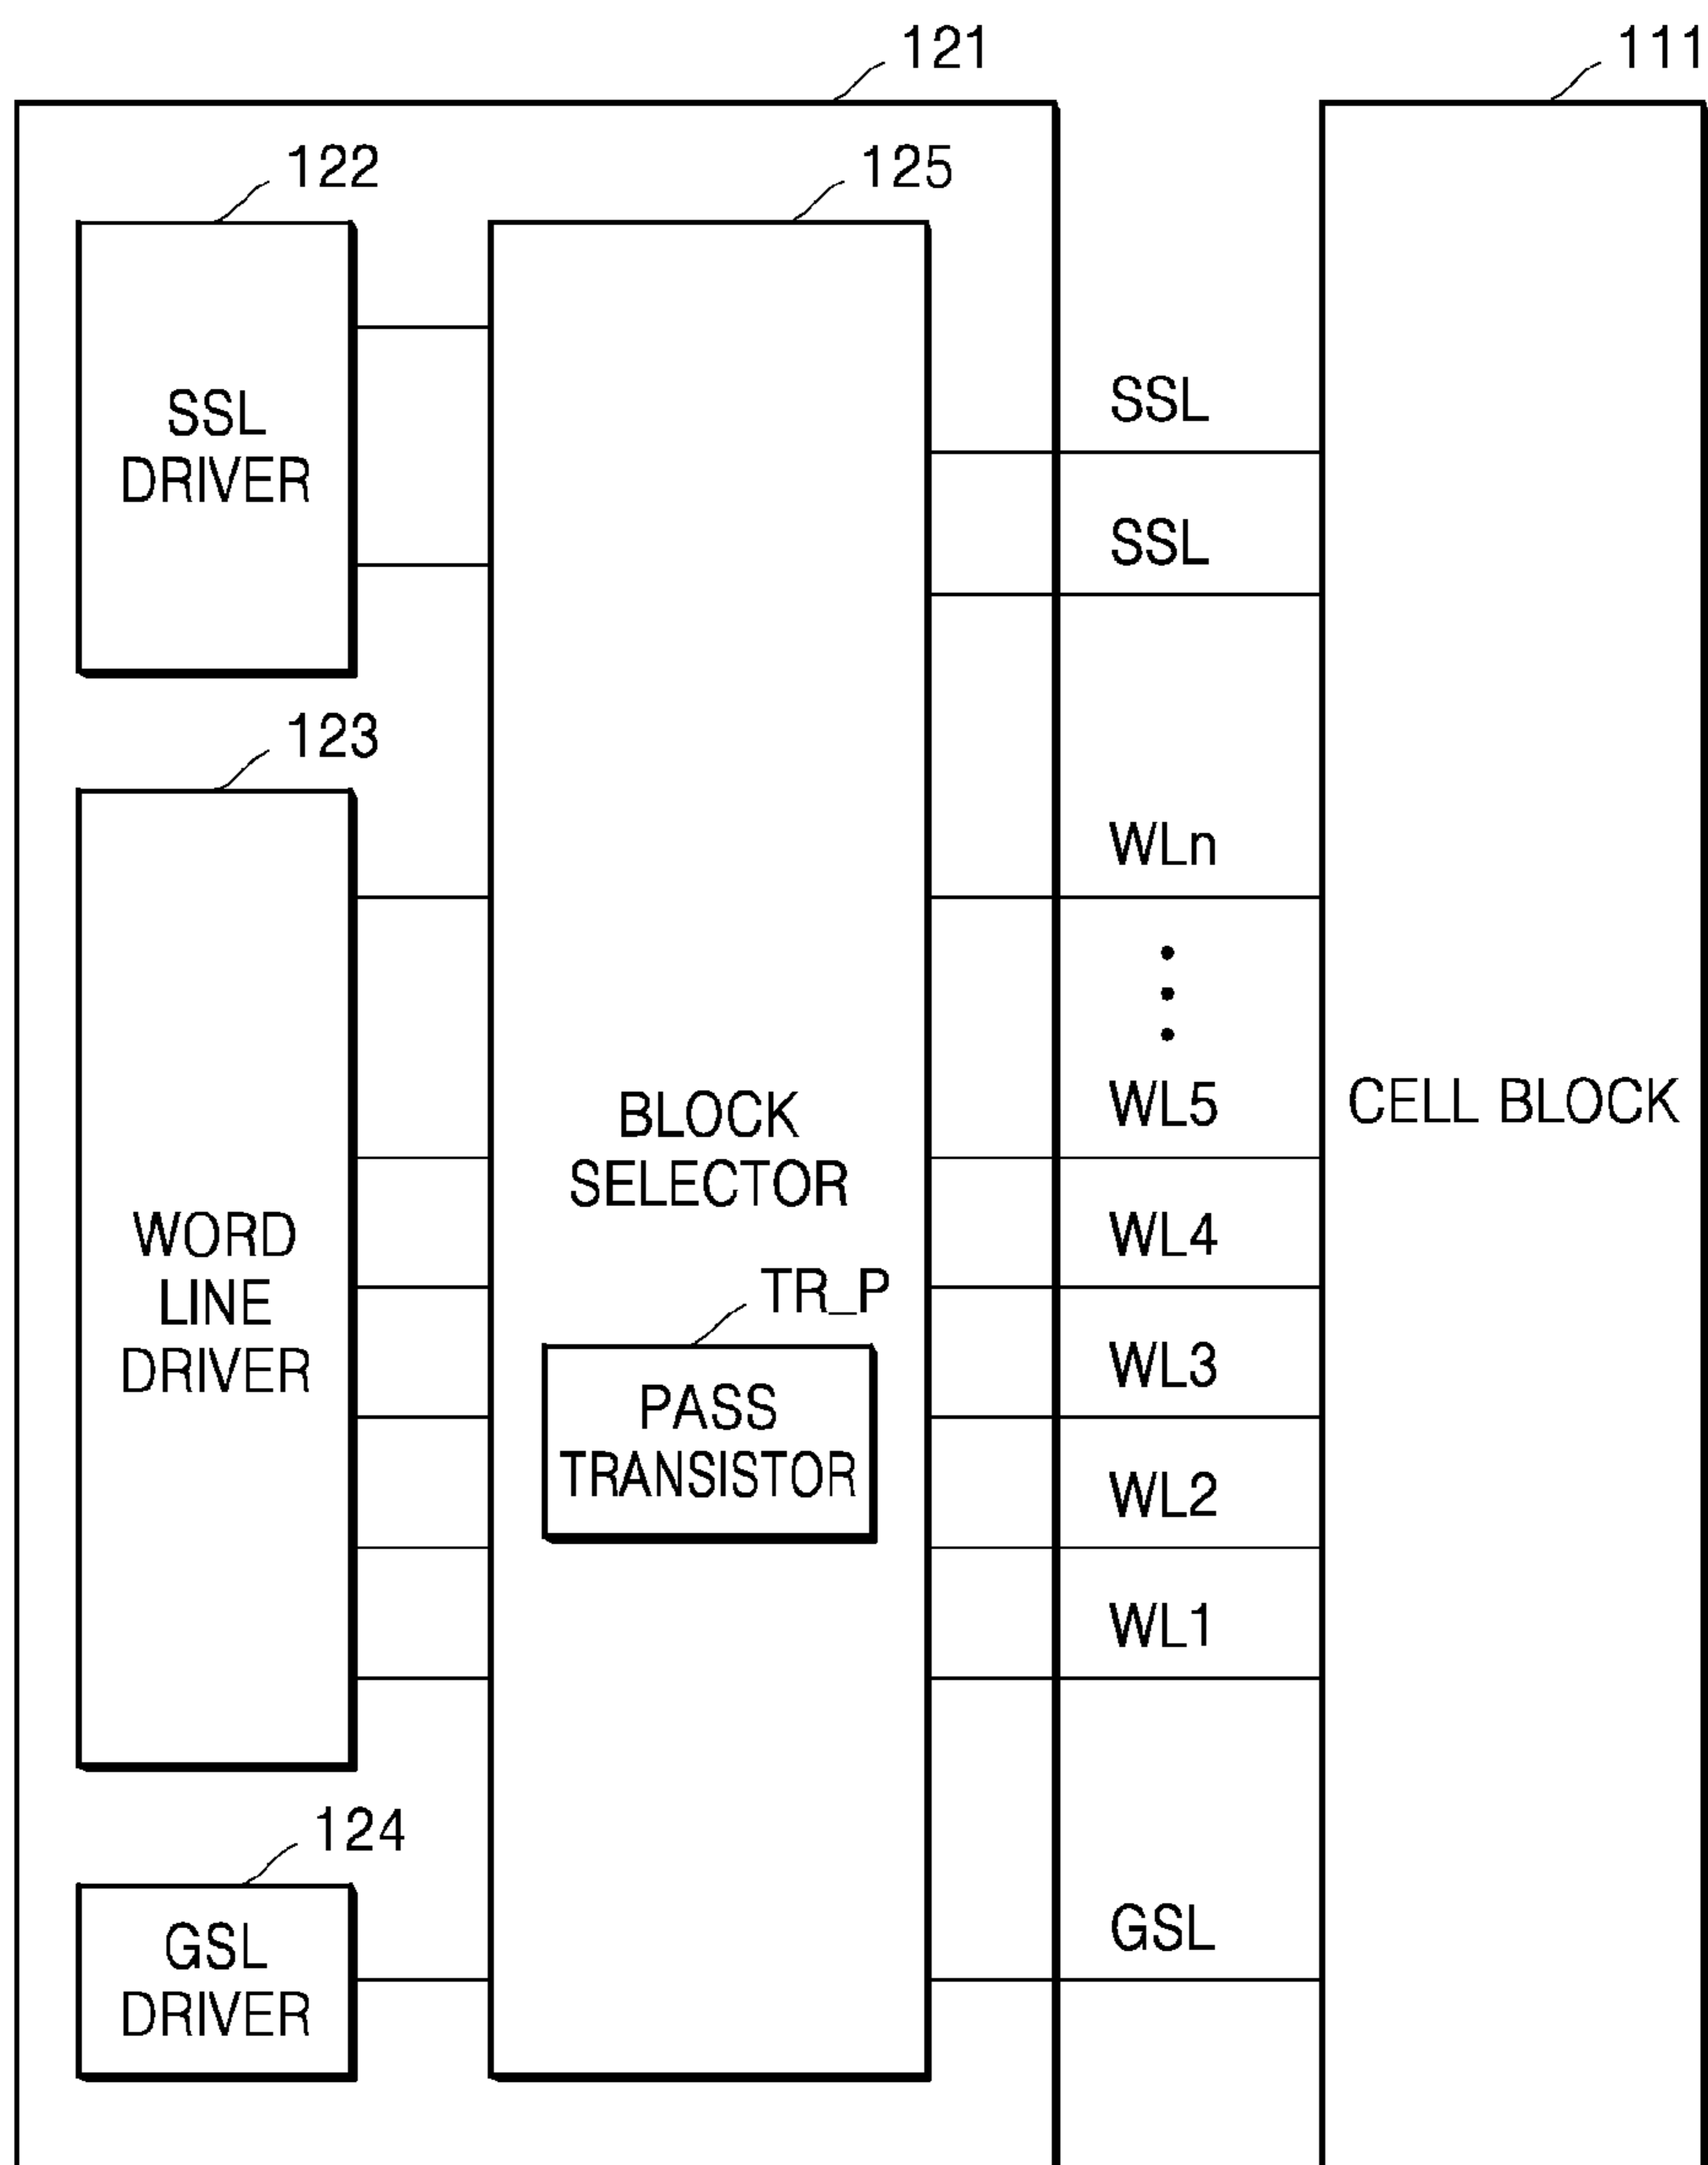 121
111
122
125
SSL
DRIVER
SSL
SSL
123
WLn
WORD
LINE
DRIVER
BLOCK
SELECTOR
TR_P
PASS
TRANSISTOR
WL5
WL4
WL3
WL2
WL1
CELL BLOCK
124
GSL
DRIVER
GSL